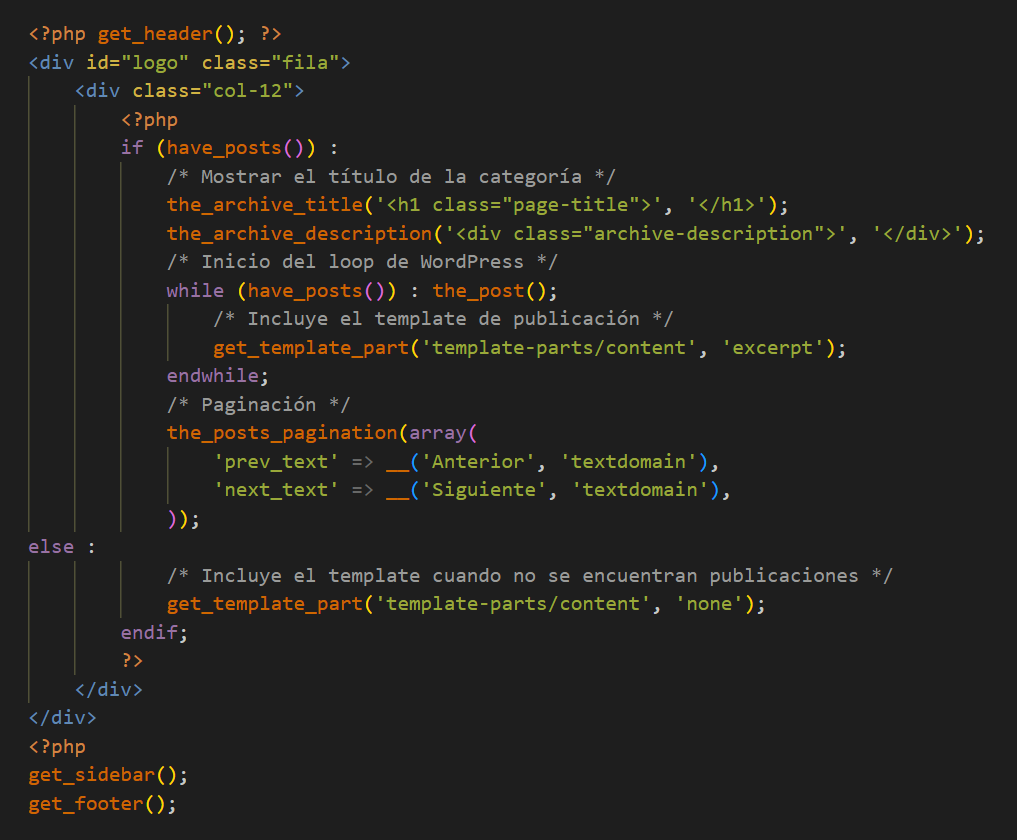 <?php get_header(); ?>
<div id="logo" class="fila">
    <div class="col-12">
        <?php
        if (have_posts()) :
            /* Mostrar el título de la categoría */
            the_archive_title('<h1 class="page-title">', '</h1>');
            the_archive_description('<div class="archive-description">', '</div>');
            /* Inicio del loop de WordPress */
            while (have_posts()) : the_post();
                /* Incluye el template de publicación */
                get_template_part('template-parts/content', 'excerpt');
            endwhile;
            /* Paginación */
            the_posts_pagination(array(
                'prev_text' => __('Anterior', 'textdomain'),
                'next_text' => __('Siguiente', 'textdomain'),
            ));
else :
            /* Incluye el template cuando no se encuentran publicaciones */
            get_template_part('template-parts/content', 'none');
        endif;
        ?>
    </div>
</div>
<?php
get_sidebar();
get_footer();